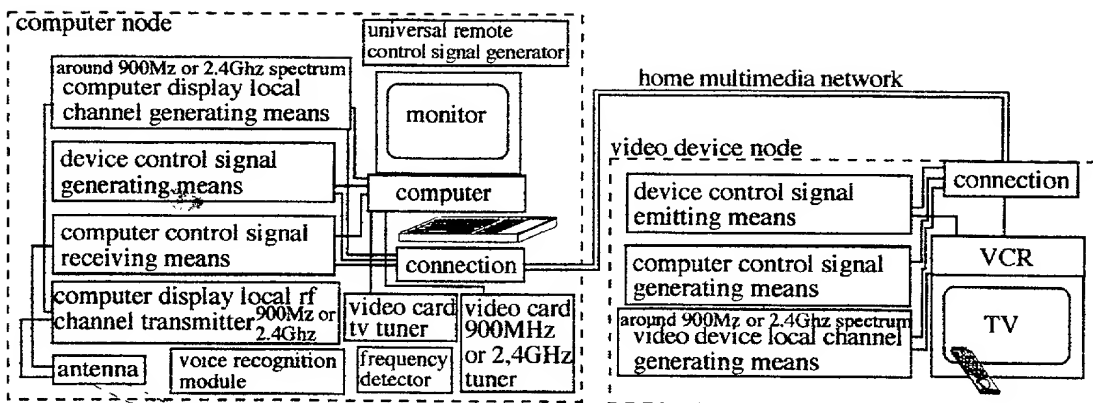 computer node
universal remote
control signal generator
around 900Mz or 2.4Ghz spectrum
computer display local
channel generating means
monitor
device control signal
generating means
computer
computer control signal
receiving means
connection
computer display local rf
channel transmitter 900Mz or
2.4Ghz
video card
tv tuner
video card
900MHz
or 2,4GHz
tuner
antenna
voice recognition
module
frequency
detector
home multimedia network
video device node
connection
device control signal
emitting means
VCR
computer control signal
generating means
TV
around 900Mz or 2.4Ghz spectrum
video device local channel
generating means